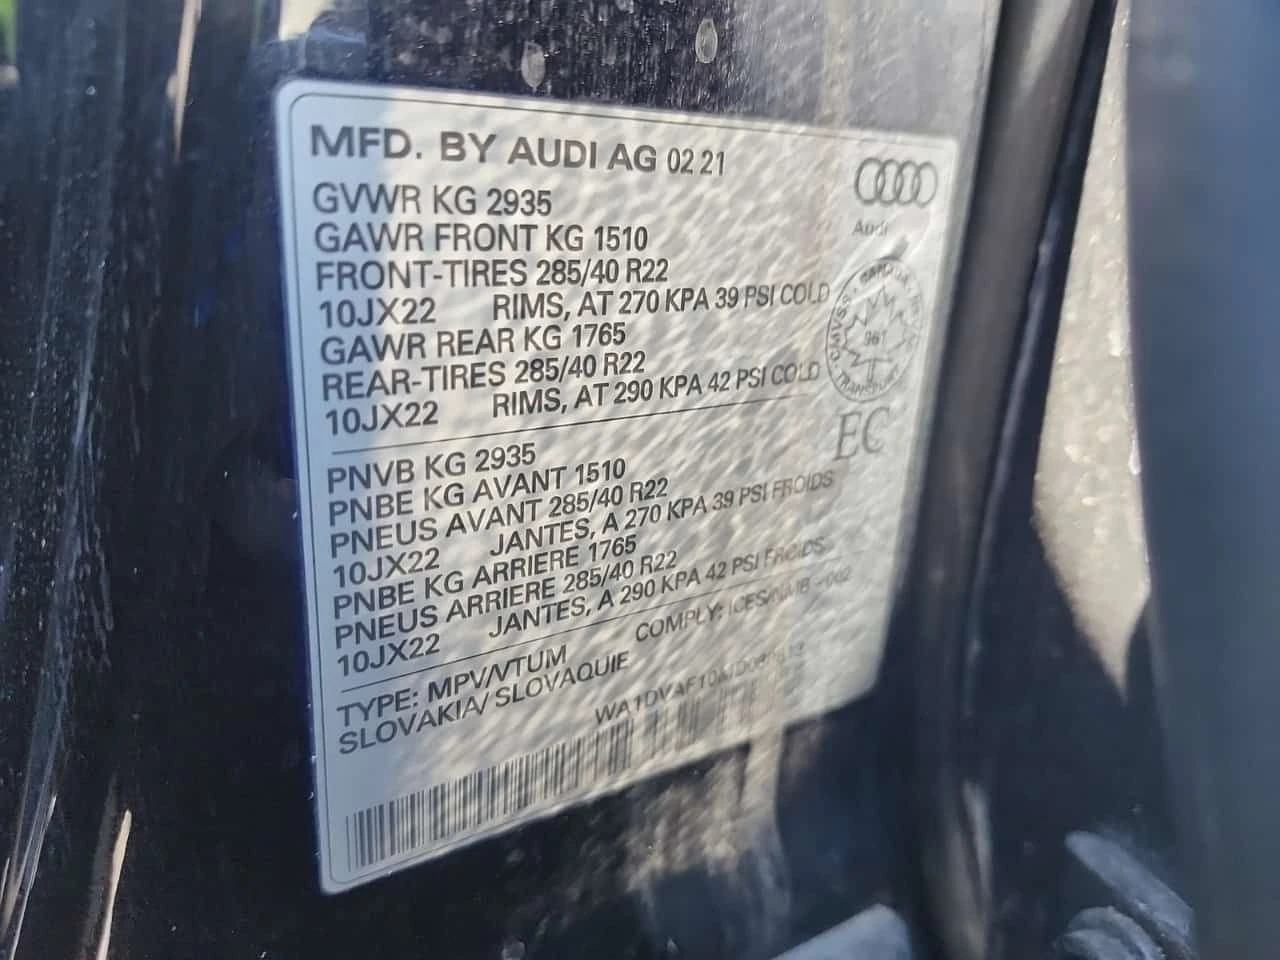 MFD. BY AUDI AG 02 21
GVWR KG 2935
GAWR FRONT KG 1510
FRONT-TIRES 285/40 R22
10JX22 RIMS, AT 270 KPA 39 PSI COLD
GAWR REAR KG 1765
REAR-TIRES 285/40 R22
10JX22 RIMS, AT 290 KPA 42 PSI COLD
Audi
CANADA
CMVSS
TRANSPORT
EC
PNVB KG 2935
PNBE KG AVANT 1510
PNEUS AVANT 285/40 R22
10JX22 JANTES, A 270 KPA 39 PSI FROIDS
PNBE KG ARRIERE 1765
PNEUS ARRIERE 285/40 R22
10JX22 JANTES, A 290 KPA 42 PSI FROIDS
COMPLY:
TYPE: MPV/VTUM
SLOVAKIA/ SLOVAQUIE